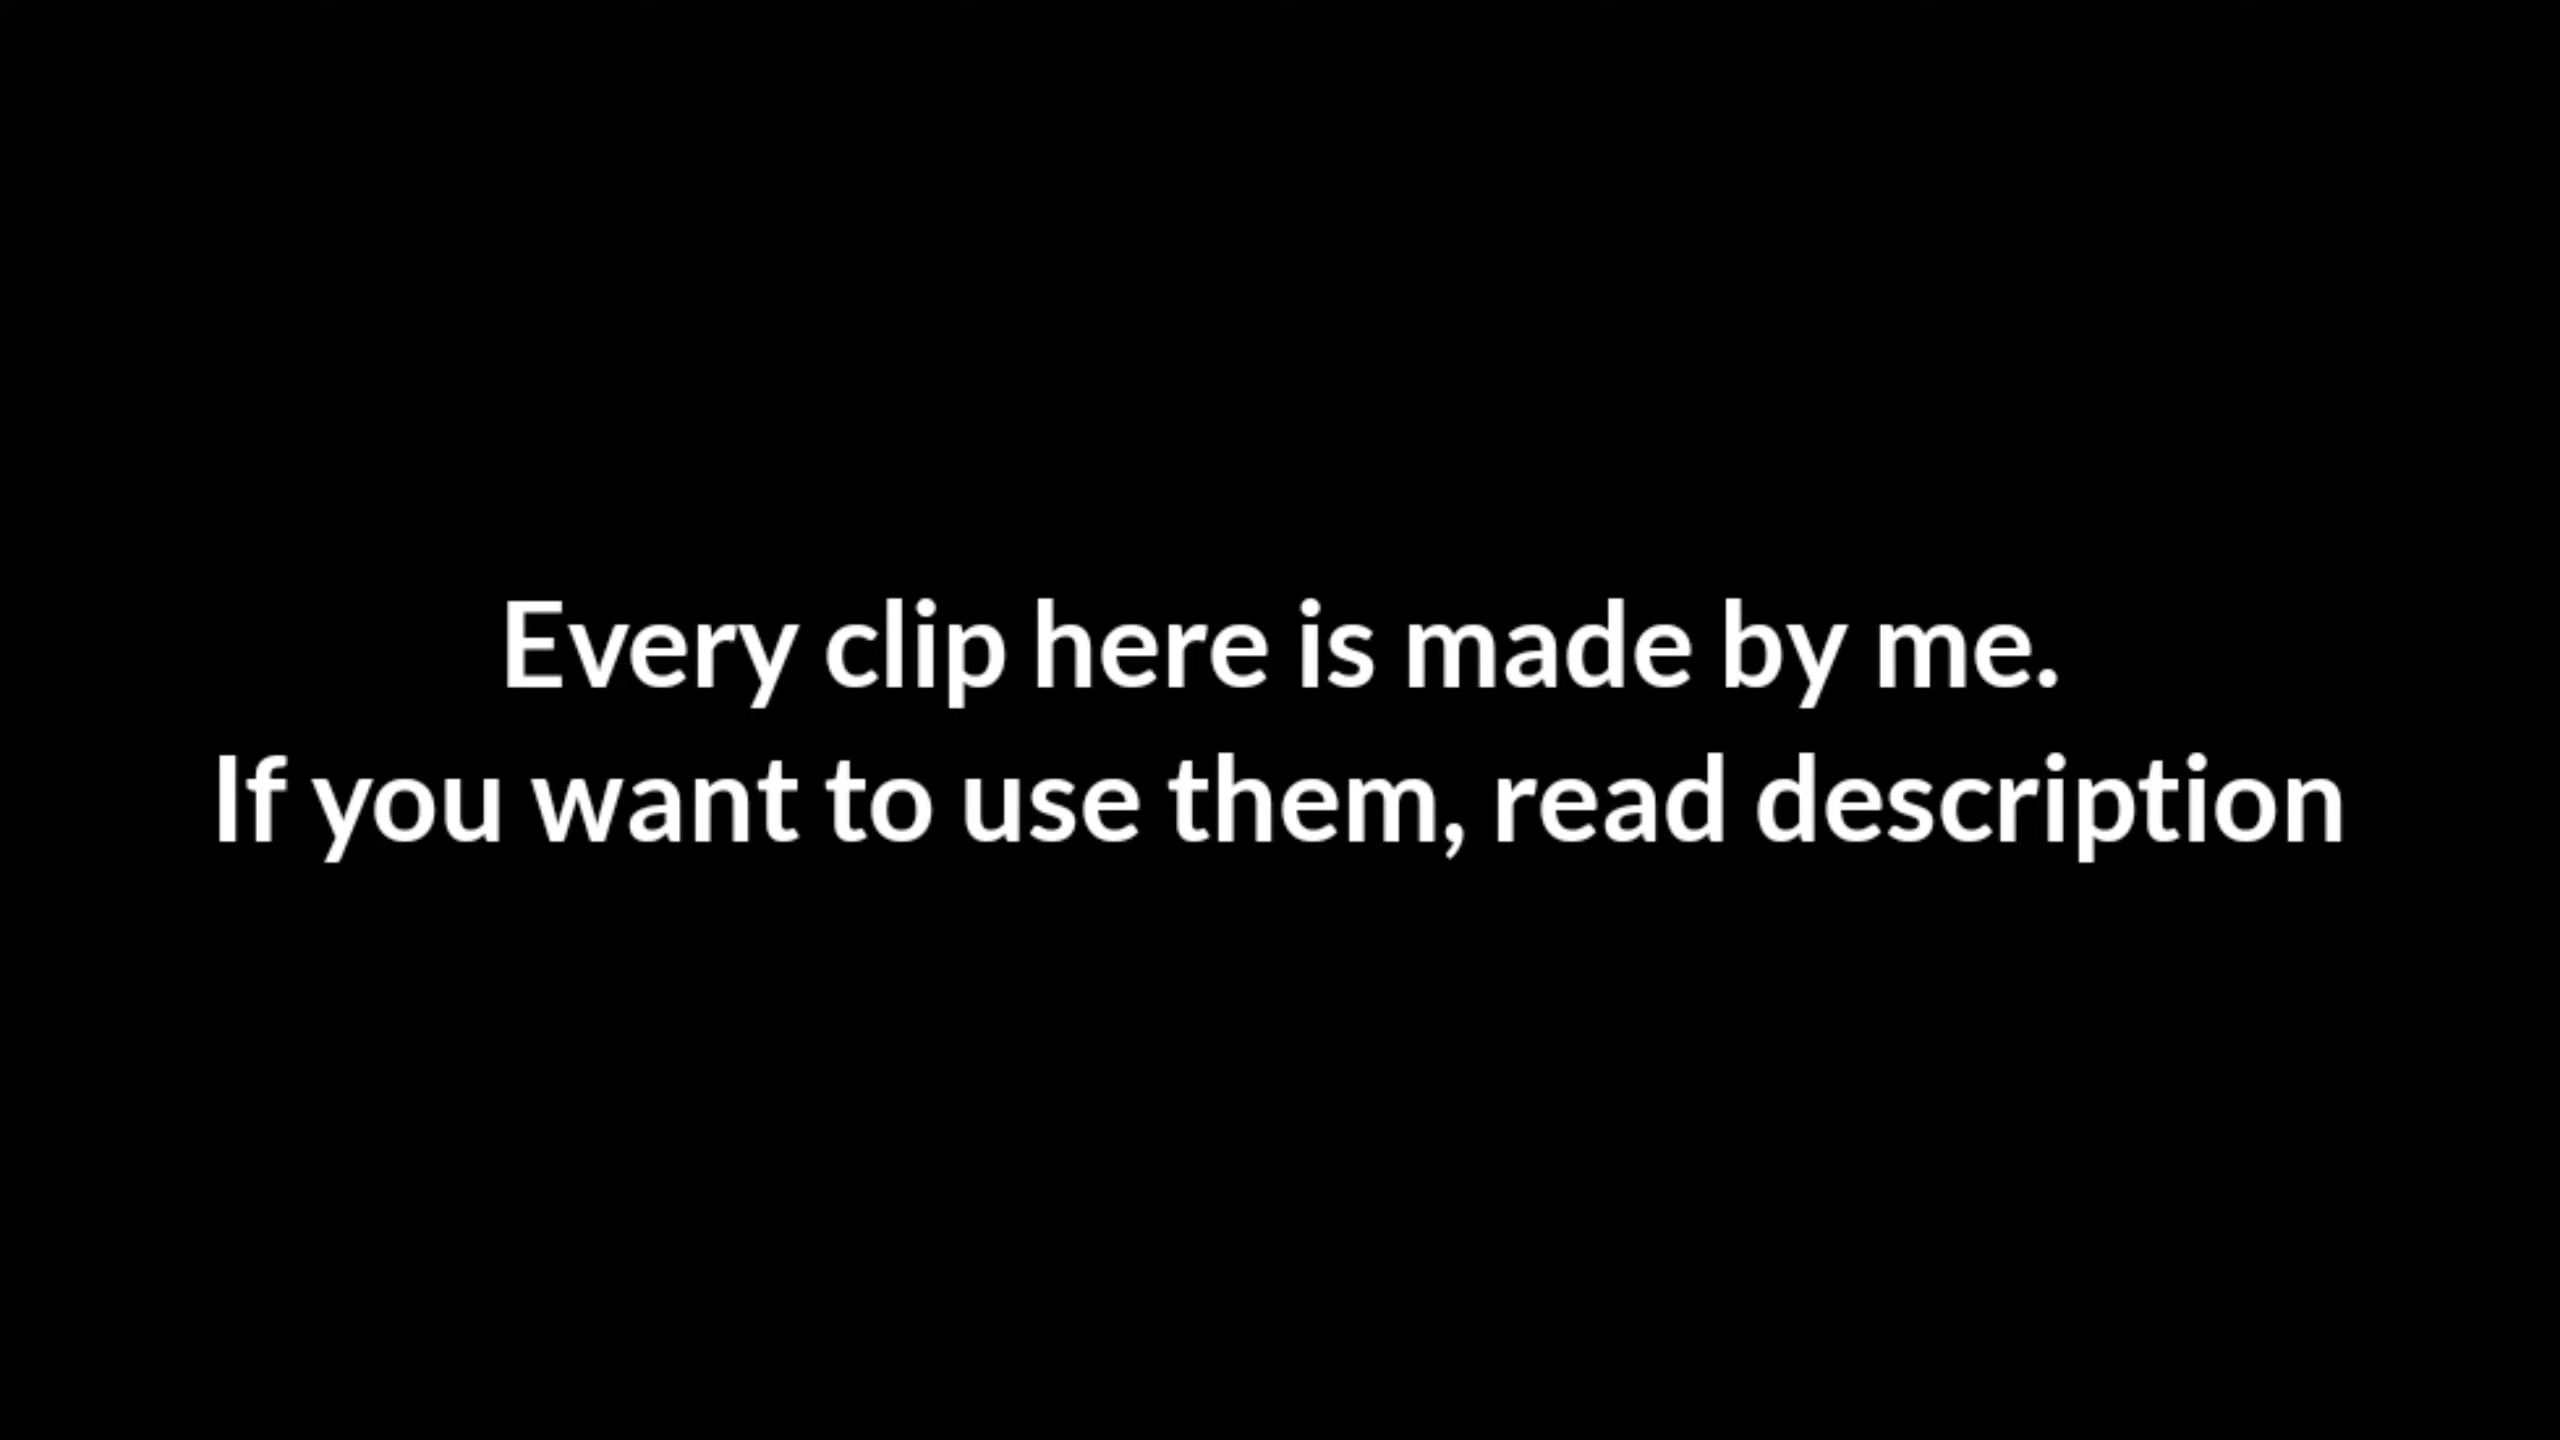 Every clip here is made by me.
If you want to use them, read description